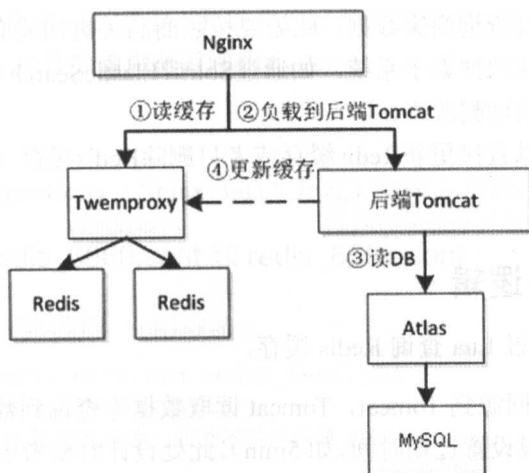 Nginx
①读缓存 ②负载到后端Tomcat
④更新缓存
Twemproxy
后端Tomcat
③读DB
Redis
Redis
Atlas
MySQL